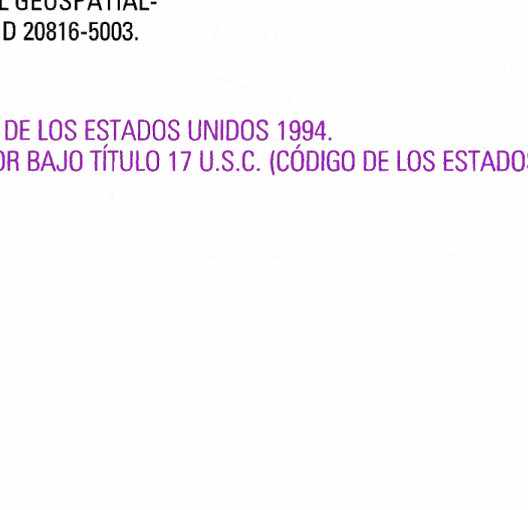 L GEOSPATIAL-
D 20816-5003.
DE LOS ESTADOS UNIDOS 1994.
OR BAJO TÍTULO 17 U.S.C. (CÓDIGO DE LOS ESTADOS